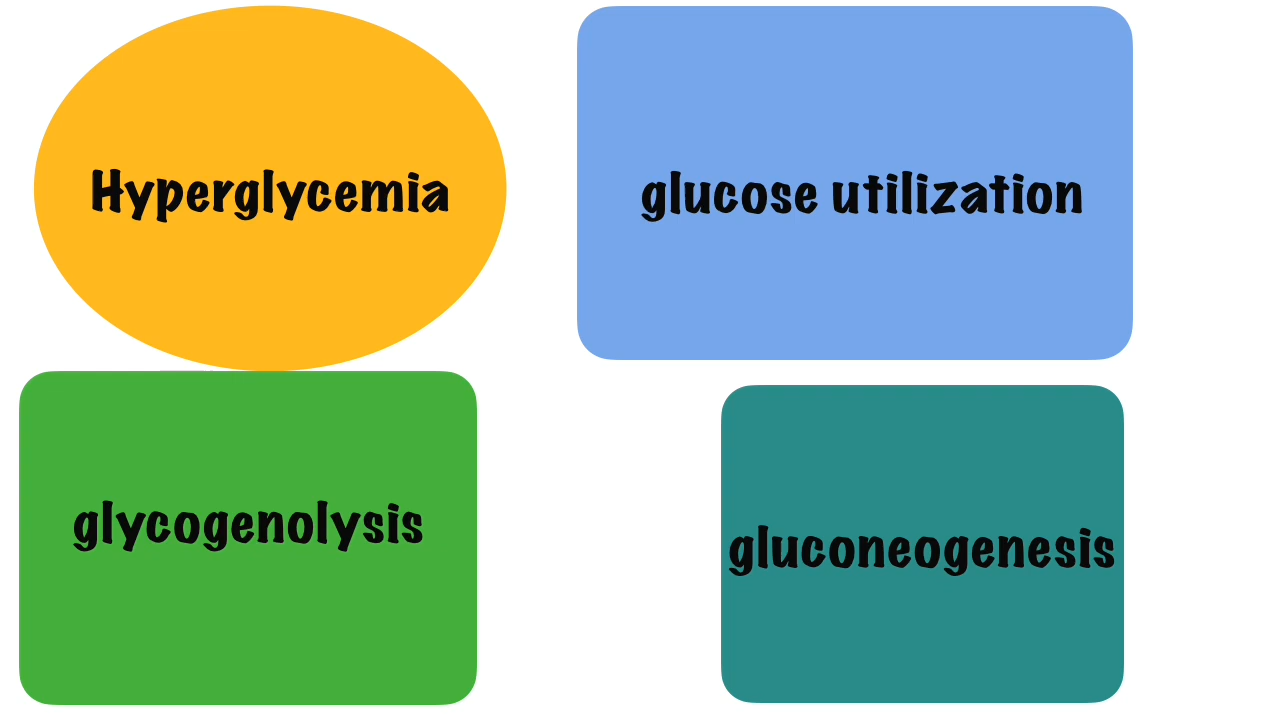 Hyperglycemia
glucose utilization
glycogenolysis
gluconeogenesis